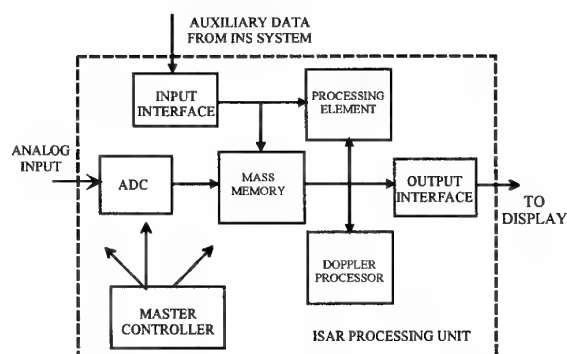 AUXILIARY DATA
FROM INS SYSTEM
INPUT
INTERFACE
PROCESSING
ELEMENT
ANALOG
INPUT
ADC
MASS
MEMORY
OUTPUT
INTERFACE
TO
DISPLAY
DOPPLER
PROCESSOR
MASTER
CONTROLLER
ISAR PROCESSING UNIT